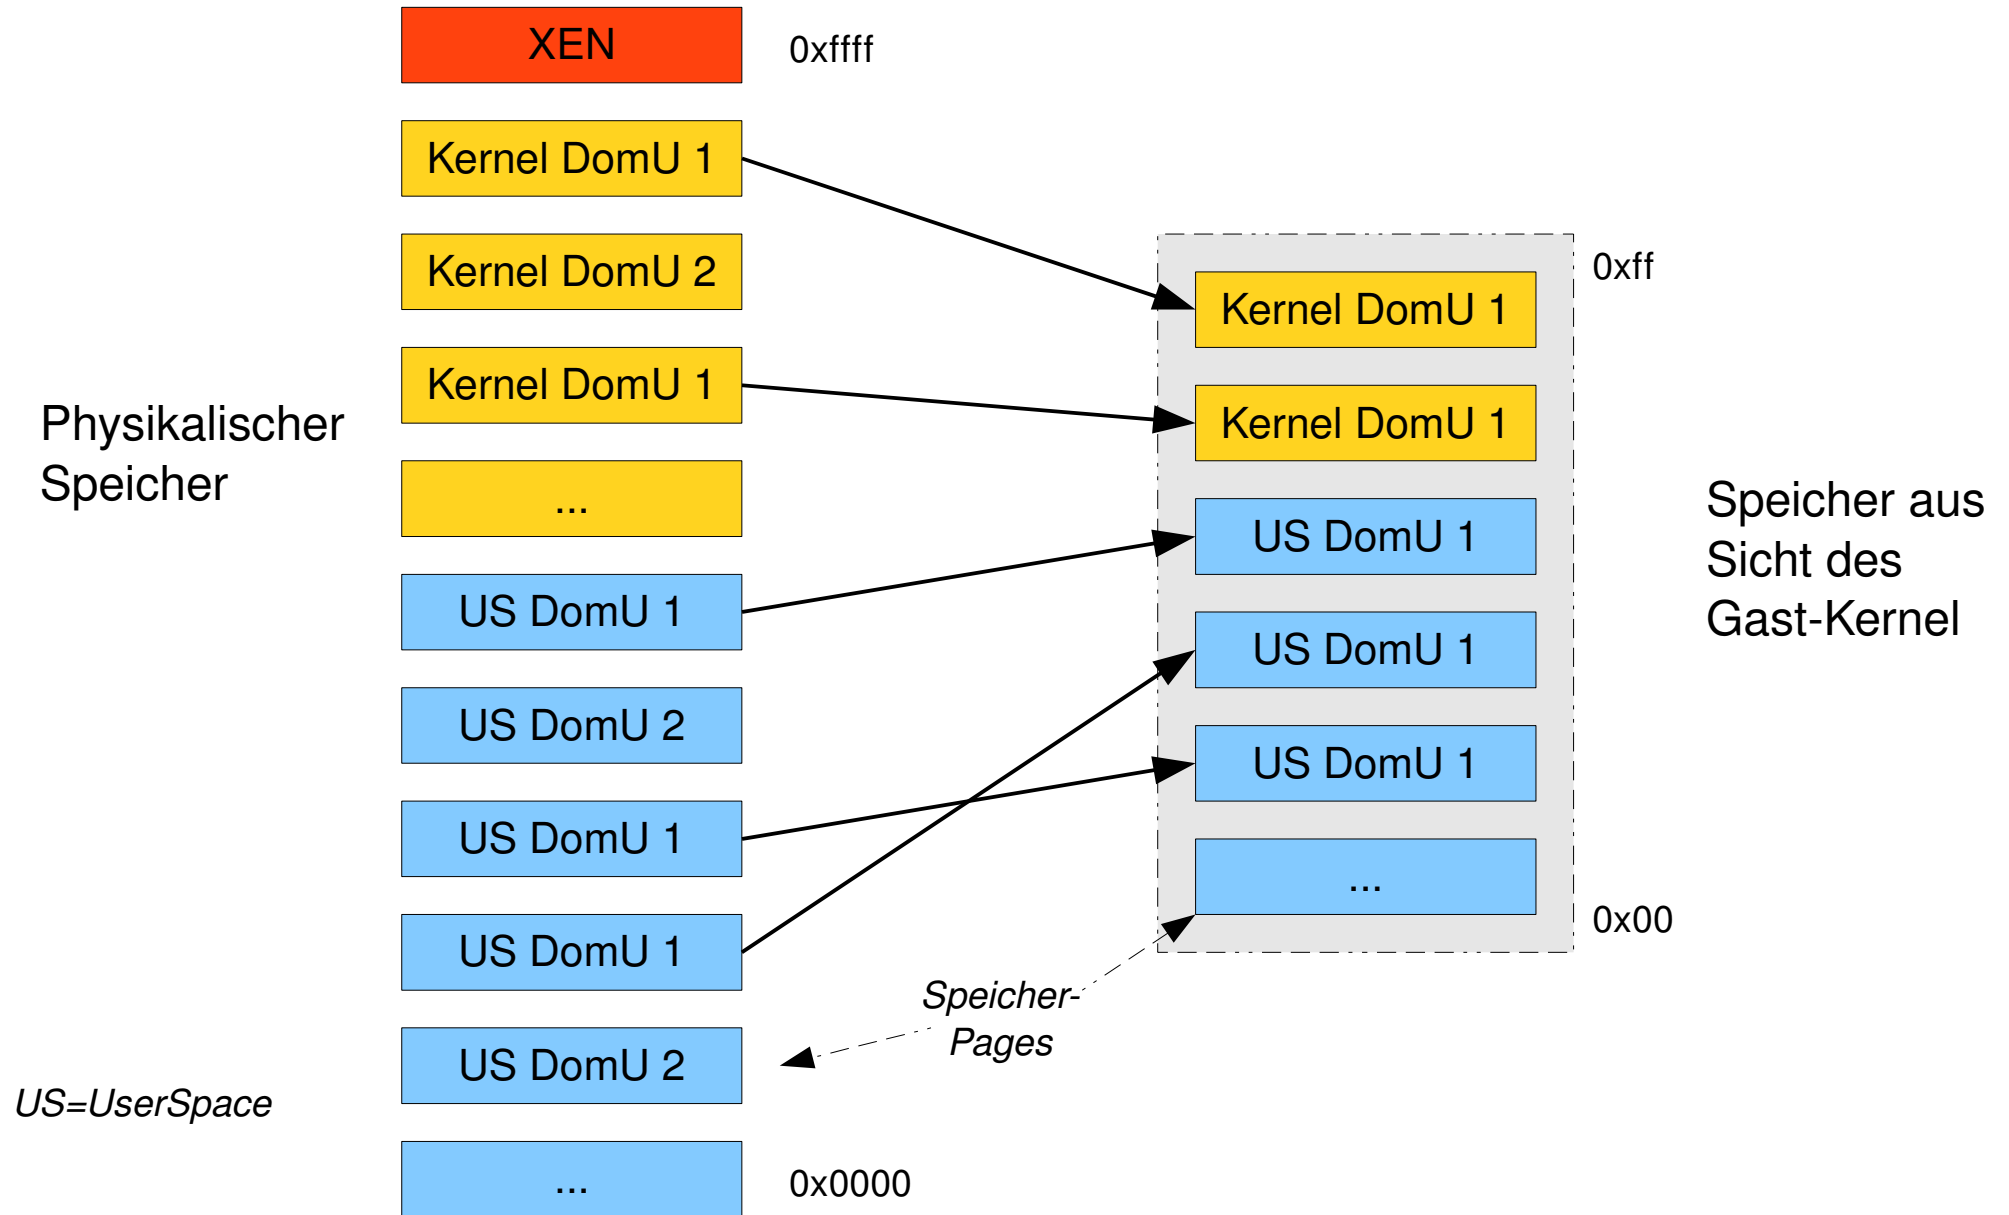 XEN
0xffff
Kernel DomU 1
Kernel DomU 2
Kernel DomU 1
...
US DomU 1
US DomU 2
US DomU 1
US DomU 1
US DomU 2
...
0x0000
Physikalischer
Speicher
US=UserSpace
0xff
Kernel DomU 1
Kernel DomU 1
US DomU 1
US DomU 1
US DomU 1
...
0x00
Speicher-
Pages
Speicher aus
Sicht des
Gast-Kernel